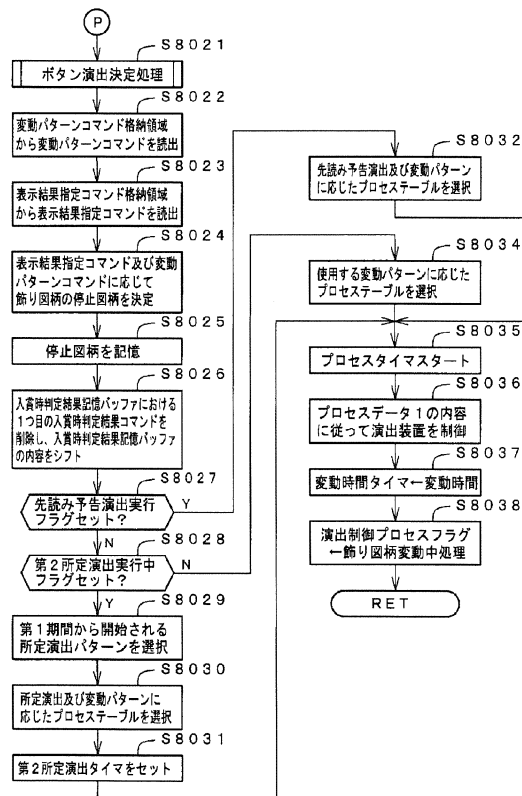 P
S8021
ボタン演出決定処理
S8022
変動パターンコマンド格納領域
から変動パターンコマンドを読出
S8023
表示結果指定コマンド格納領域
から表示結果指定コマンドを読出
S8024
表示結果指定コマンド及び変動
パターンコマンドに応じて
飾り図柄の停止図柄を決定
S8025
停止図柄を記憶
S8026
入賞時判定結果記憶バッファにおける
1つ目の入賞時判定結果コマンドを
削除し、入賞時判定結果記憶バッファ
の内容をシフト
S8027
先読み予告演出実行
フラグセット?
Y
N
S8028
第2所定演出実行中
フラグセット?
N
Y
S8029
第1期間から開始される
所定演出パターンを選択
S8030
所定演出及び変動パターンに
応じたプロセステーブルを選択
S8031
第2所定演出タイマをセット
S8032
先読み予告演出及び変動パターン
に応じたプロセステーブルを選択
S8034
使用する変動パターンに応じた
プロセステーブルを選択
S8035
プロセスタイマスタート
S8036
プロセスデータ1の内容
に従って演出装置を制御
S8037
変動時間タイマ←変動時間
S8038
演出制御プロセスフラグ
←飾り図柄変動中処理
RET